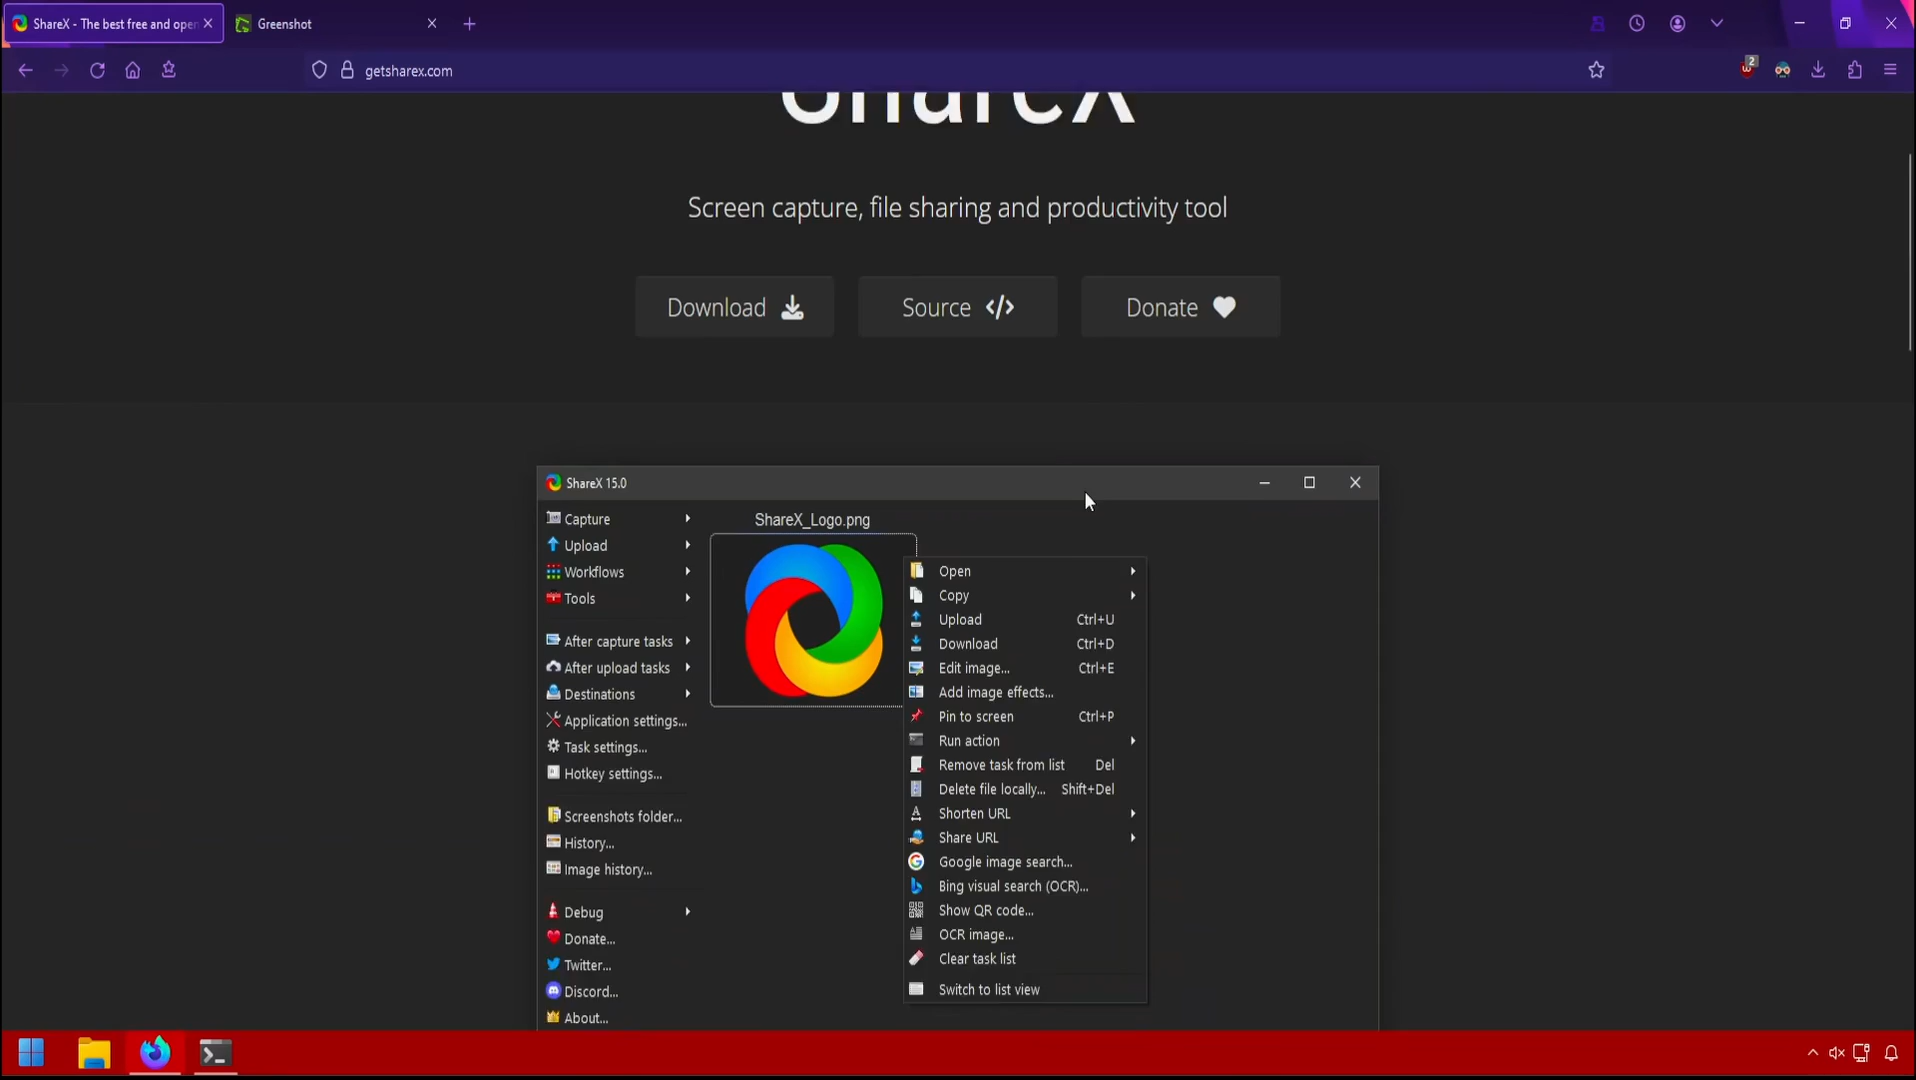 ShareX - The best free and open
Greenshot
getsharex.com
2
ShareX
Screen capture, file sharing and productivity tool
Download
Source
Donate
ShareX 15.0
Capture
Upload
Workflows
Tools
After capture tasks
After upload tasks
Destinations
Application settings...
Task settings...
Hotkey settings...
Screenshots folder...
History...
Image history...
Debug
Donate...
Twitter...
Discord...
About...
ShareX_Logo.png
Open
Copy
Upload Ctrl+U
Download Ctrl+D
Edit image... Ctrl+E
Add image effects...
Pin to screen Ctrl+P
Run action
Remove task from list Del
Delete file locally... Shift+Del
Shorten URL
Share URL
Google image search...
Bing visual search (OCR)...
Show QR code...
OCR image...
Clear task list
Switch to list view